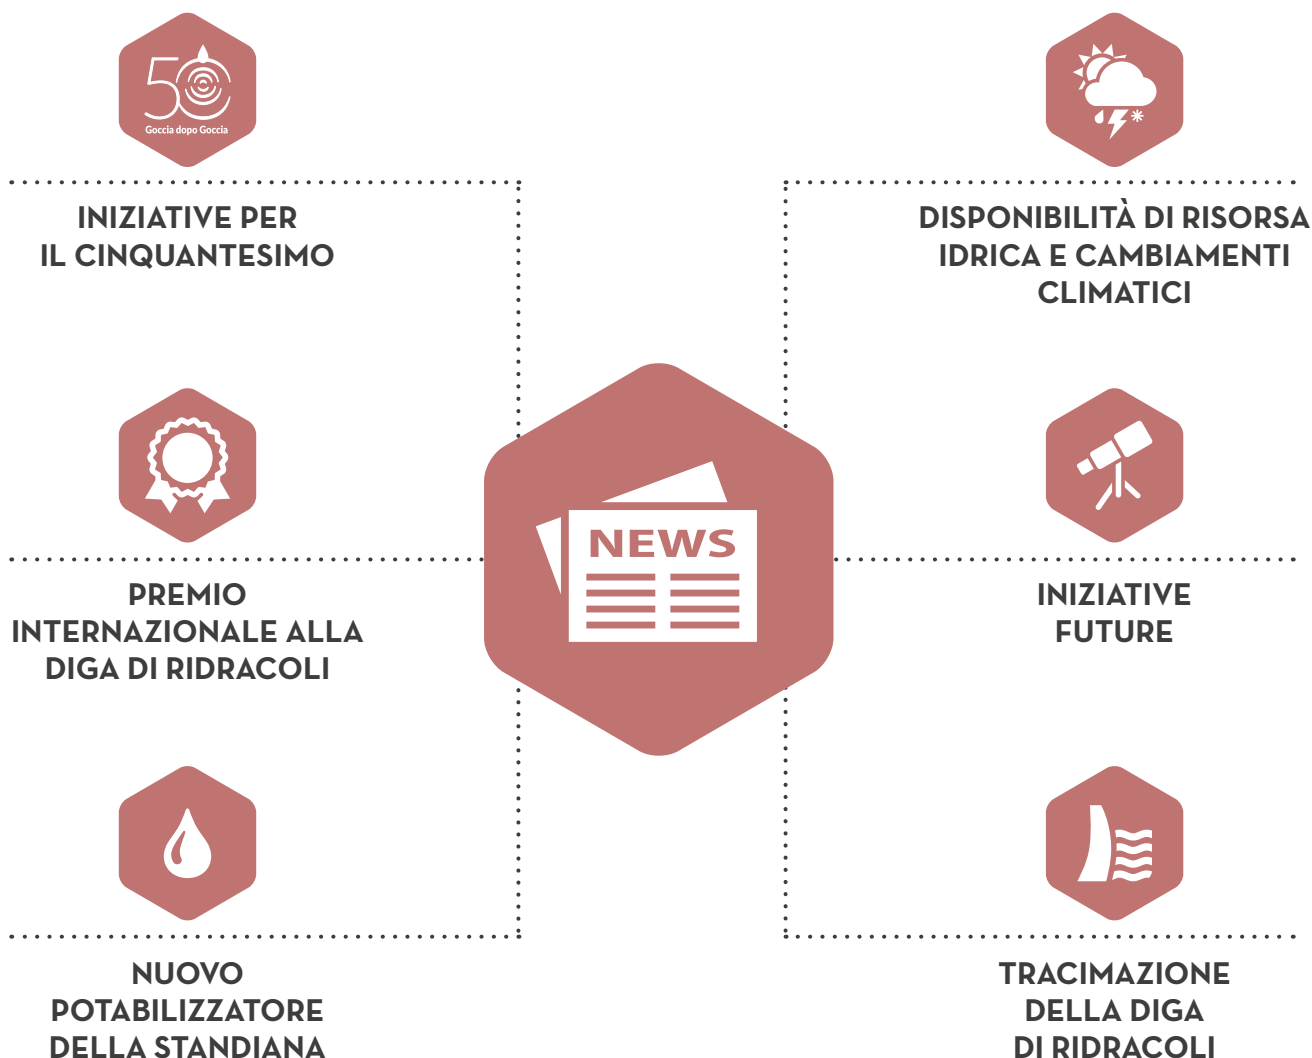 50
Goccia dopo Goccia
INIZIATIVE PER
IL CINQUANTESIMO
PREMIO
INTERNAZIONALE ALLA
DIGA DI RIDRACOLI
NUOVO
POTABILIZZATORE
DELLA STANDIANA
NEWS
DISPONIBILITÀ DI RISORSA
IDRICA E CAMBIAMENTI
CLIMATICI
INIZIATIVE
FUTURE
TRACIMAZIONE
DELLA DIGA
DI RIDRACOLI